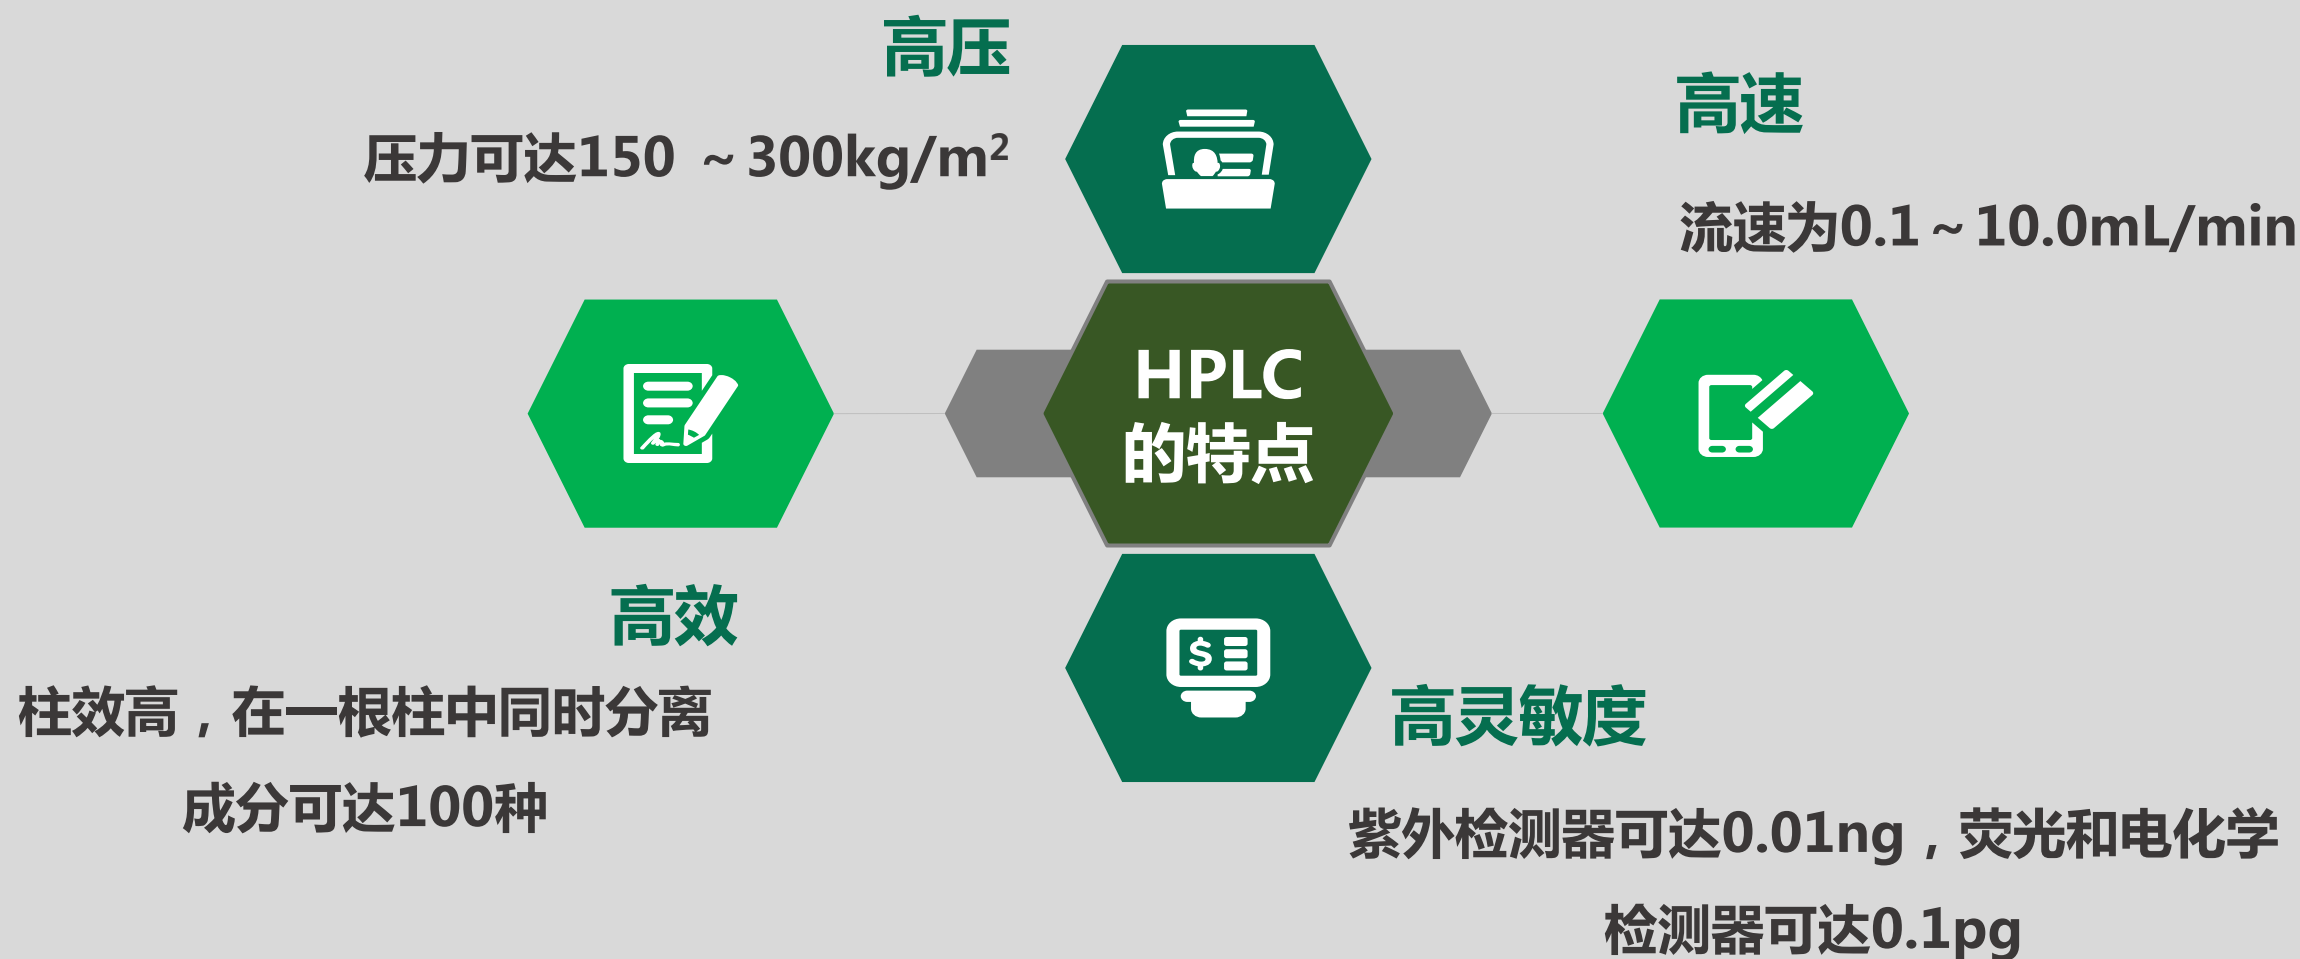 高压
压力可达150 ～300kg/m²
高速
流速为0.1～10.0mL/min
HPLC
的特点
高效
柱效高，在一根柱中同时分离
成分可达100种
高灵敏度
紫外检测器可达0.01ng，荧光和电化学
检测器可达0.1pg